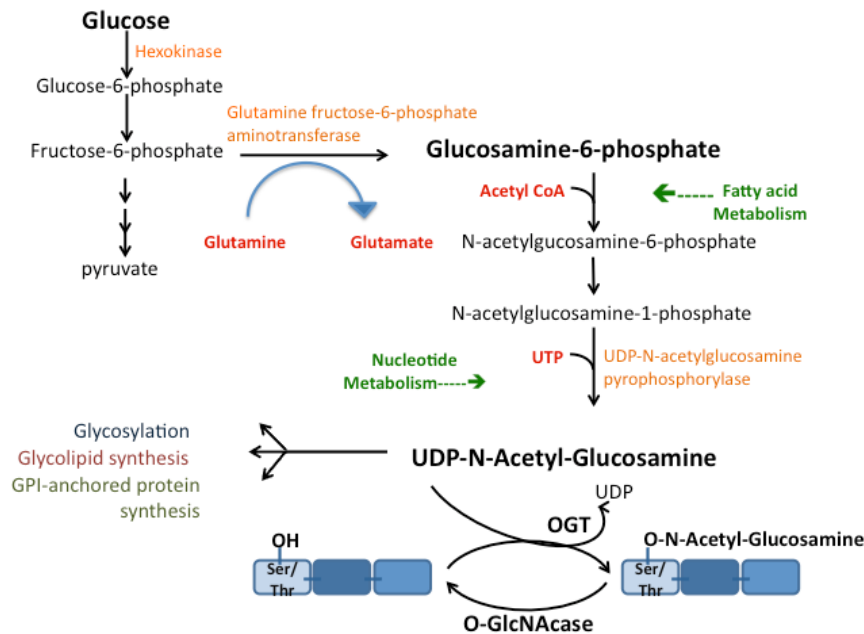 Glucose
Hexokinase
Glucose-6-phosphate
Glutamine fructose-6-phosphate
aminotransferase
Fructose-6-phosphate
Glucosamine-6-phosphate
Acetyl CoA
Fatty acid
Metabolism
Glutamine
Glutamate
N-acetylgucosamine-6-phosphate
pyruvate
N-acetylglucosamine-1-phosphate
Nucleotide
Metabolism
UTP
UDP-N-acetylglucosamine
pyrophosphorylase
Glycosylation
Glycolipid synthesis
GPI-anchored protein
synthesis
UDP-N-Acetyl-Glucosamine
UDP
OGT
OH
O-N-Acetyl-Glucosamine
Ser/
Thr
Ser/
Thr
O-GlcNAcase